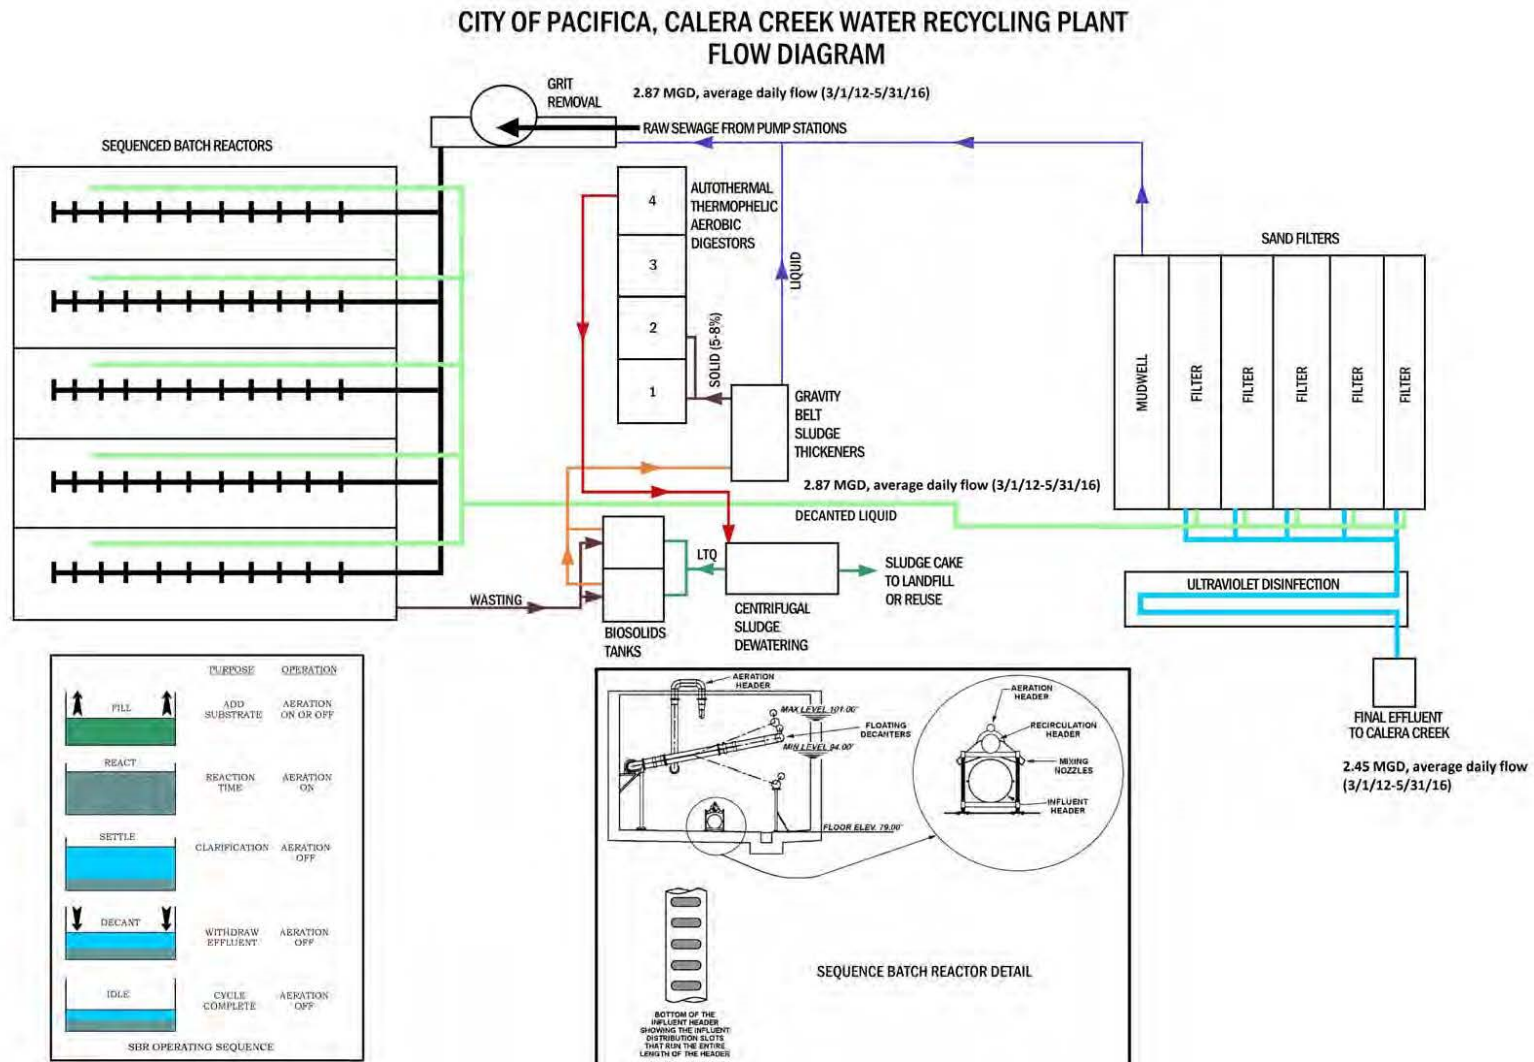 CITY OF PACIFICA, CALERA CREEK WATER RECYCLING PLANT
FLOW DIAGRAM
GRIT
REMOVAL
2.87 MGD, average daily flow (3/1/12-5/31/16)
RAW SEWAGE FROM PUMP STATIONS
SEQUENCED BATCH REACTORS
4
3
2
1
AUTOTHERMAL
THERMOPHELIC
AEROBIC
DIGESTORS
LIQUID
SOLID (5-8%)
GRAVITY
BELT
SLUDGE
THICKENERS
SAND FILTERS
MUDWELL
FILTER
FILTER
FILTER
FILTER
FILTER
2.87 MGD, average daily flow (3/1/12-5/31/16)
DECANTED LIQUID
LTQ
WASTING
BIOSOLIDS
TANKS
CENTRIFUGAL
SLUDGE
DEWATERING
SLUDGE CAKE
TO LANDFILL
OR REUSE
ULTRAVIOLET DISINFECTION
FINAL EFFLUENT
TO CALERA CREEK
2.45 MGD, average daily flow
(3/1/12-5/31/16)
PURPOSE OPERATION
FILL
ADD
SUBSTRATE
AERATION
ON OR OFF
REACT
REACTION
TIME
AERATION
ON
SETTLE
CLARIFICATION
AERATION
OFF
DECANT
WITHDRAW
EFFLUENT
AERATION
OFF
IDLE
CYCLE
COMPLETE
AERATION
OFF
SBR OPERATING SEQUENCE
AERATION
HEADER
MAX LEVEL 101.00'
FLOATING
DECANTERS
MIN LEVEL 94.00'
FLOOR ELEV. 79.00'
AERATION
HEADER
RECIRCULATION
HEADER
MIXING
NOZZLES
INFLUENT
HEADER
SEQUENCE BATCH REACTOR DETAIL
BOTTOM OF THE
INFLUENT HEADER
SHOWING THE INFLUENT
DISTRIBUTION SLOTS
THAT RUN THE ENTIRE
LENGTH OF THE HEADER